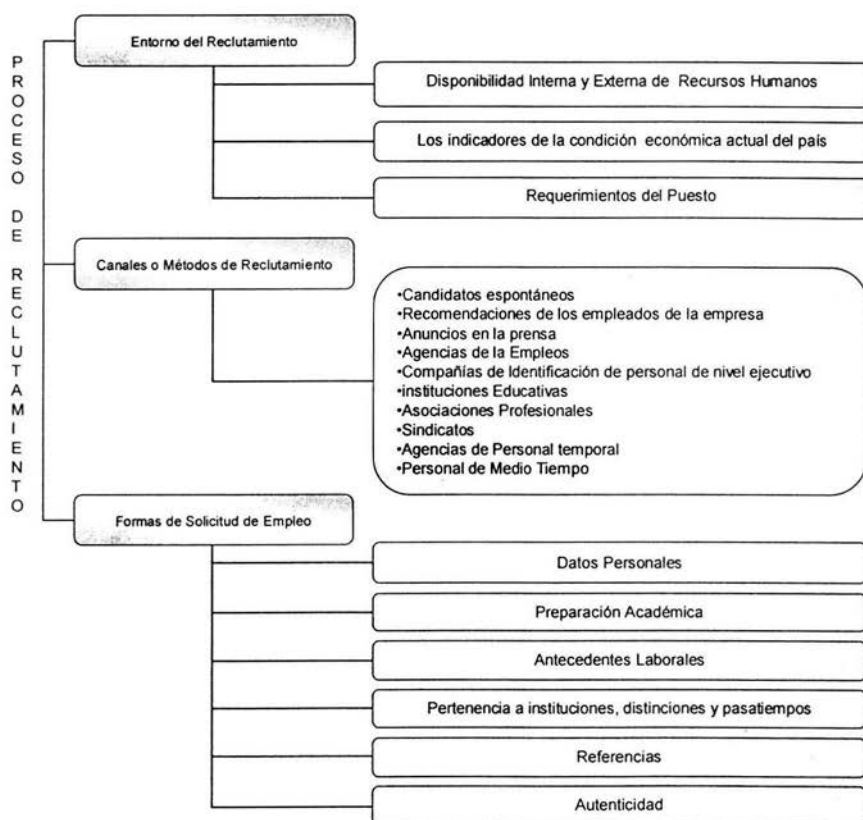 PROCESO DE RECLUTAMIENTO
Entorno del Reclutamiento
Disponibilidad Interna y Externa de Recursos Humanos
Los indicadores de la condición económica actual del país
Requerimientos del Puesto
Canales o Métodos de Reclutamiento
•Candidatos espontáneos
•Recomendaciones de los empleados de la empresa
•Anuncios en la prensa
•Agencias de la Empleos
•Compañías de Identificación de personal de nivel ejecutivo
•instituciones Educativas
•Asociaciones Profesionales
•Sindicatos
•Agencias de Personal temporal
•Personal de Medio Tiempo
Formas de Solicitud de Empleo
Datos Personales
Preparación Académica
Antecedentes Laborales
Pertenencia a instituciones, distinciones y pasatiempos
Referencias
Autenticidad